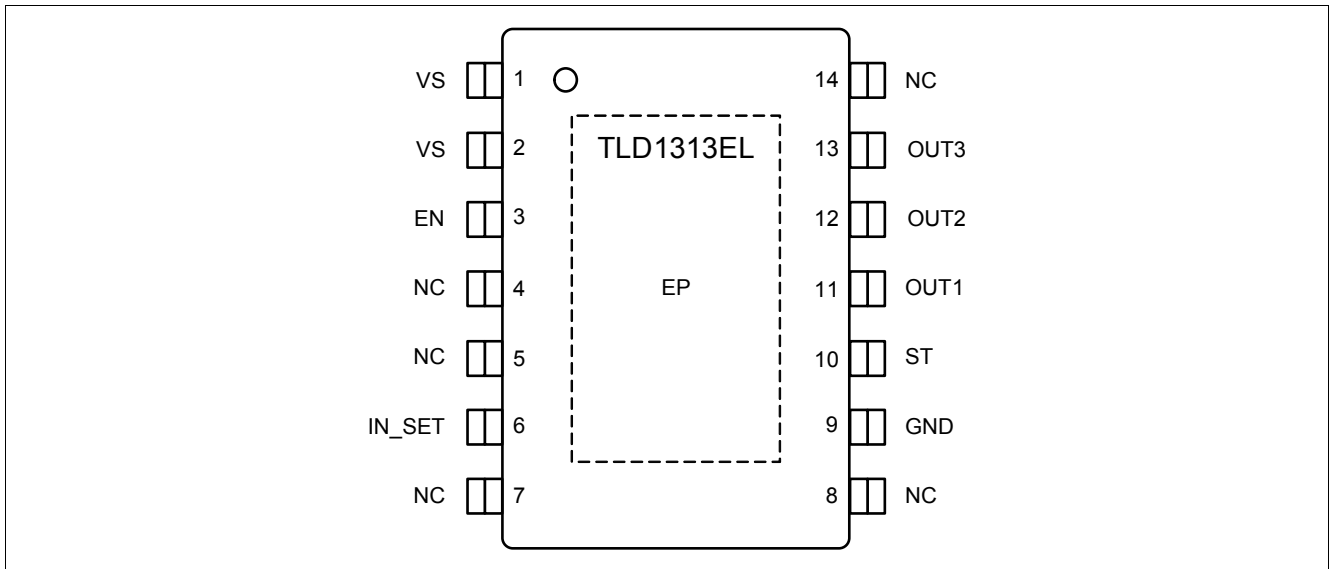 VS 1 14 NC
VS 2 TLD1313EL 13 OUT3
EN 3 12 OUT2
NC 4 EP 11 OUT1
NC 5 10 ST
IN_SET 6 9 GND
NC 7 8 NC